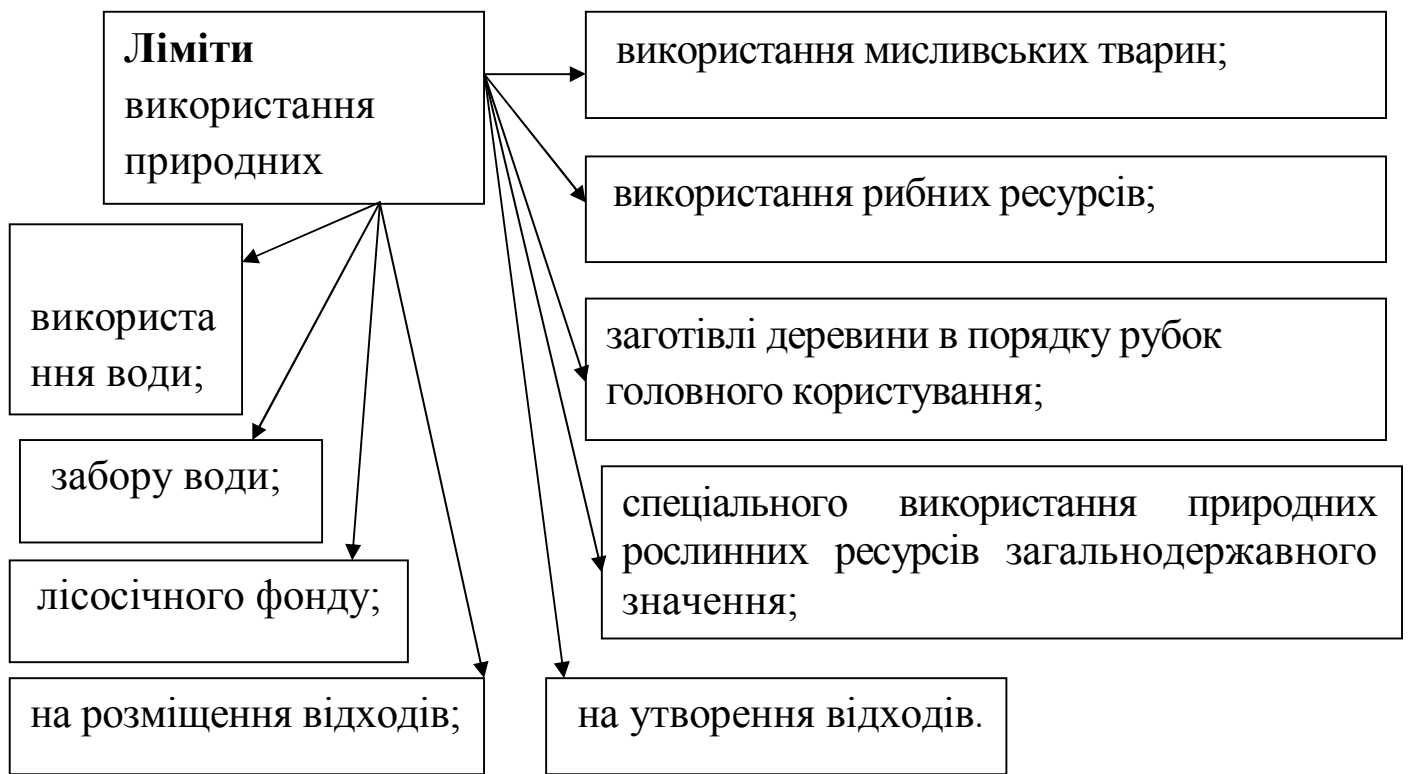 Ліміти
використання
природних
використання мисливських тварин;
використання рибних ресурсів;
використа
ння води;
заготівлі деревини в порядку рубок
головного користування;
забору води;
спеціального використання природних
рослинних ресурсів загальнодержавного
значення;
лісосічного фонду;
на розміщення відходів;
на утворення відходів.